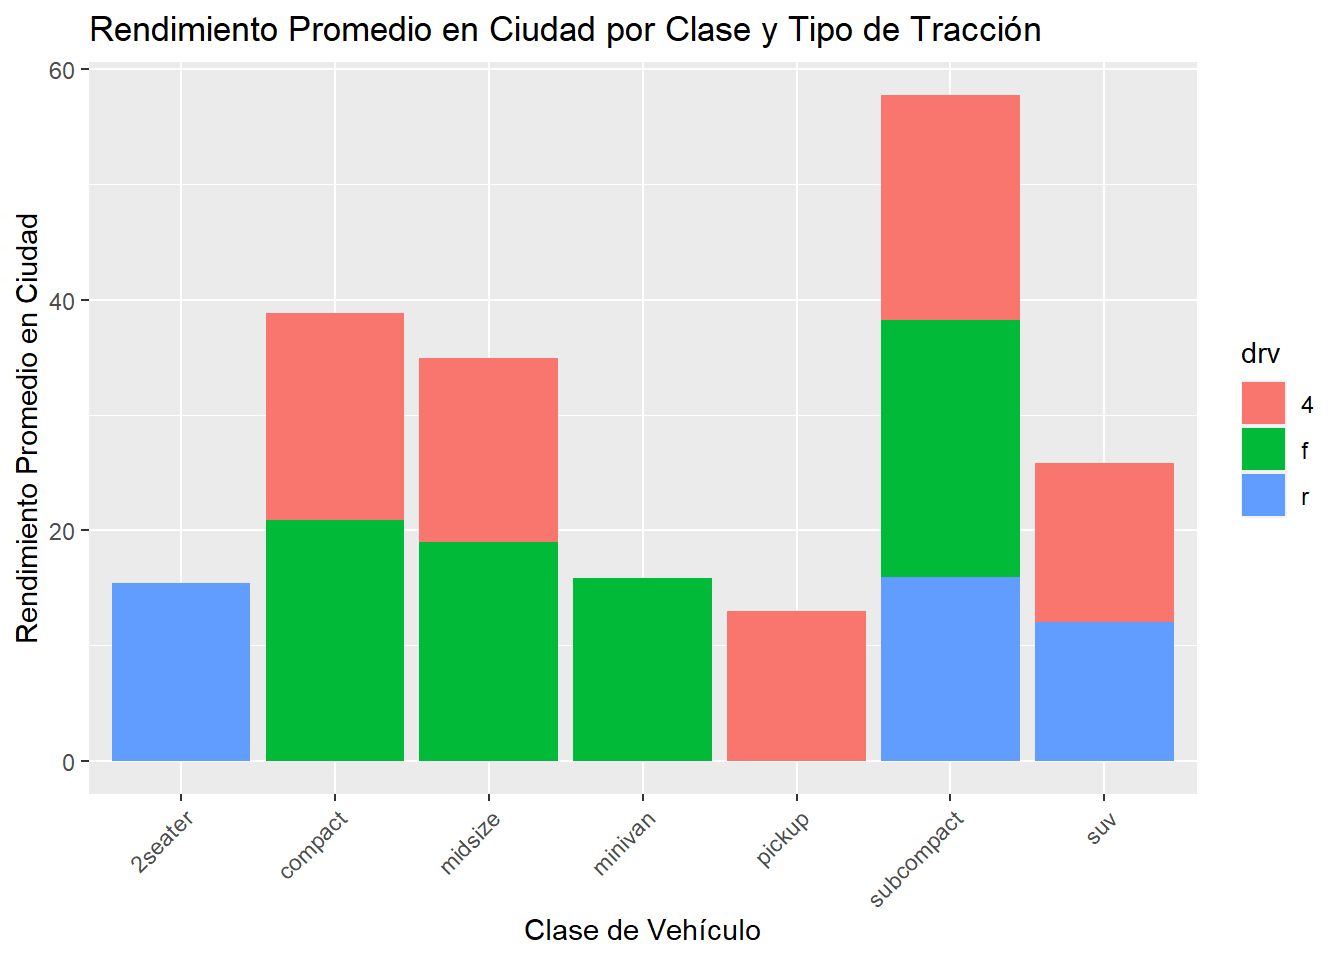 Rendimiento Promedio en Ciudad por Clase y Tipo de Tracción
Rendimiento Promedio en Ciudad
60
40
20
0
2seater
compact
midsize
minivan
pickup
subcompact
suv
Clase de Vehículo
drv
4
f
r